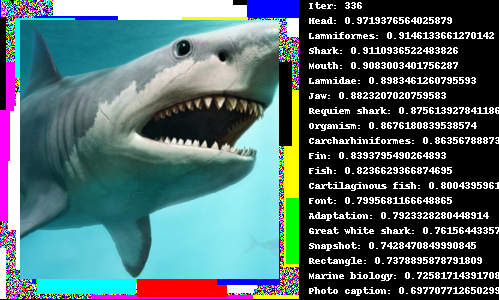 Iter: 336
Head: 0.9719376564025879
Lamniformes: 0.9146133661270142
Shark: 0.9110936522483826
Mouth: 0.9083003401756287
Lamnidae: 0.8983461260795593
Jaw: 0.8823207020759583
Requiem shark: 0.875613927841186
Organism: 0.8676180839538574
Carcharhiniformes: 0.86356788873
Fin: 0.8393795490264893
Fish: 0.8236629366874695
Cartilaginous fish: 0.8004395961
Font: 0.7995681166648865
Adaptation: 0.7923328280448914
Great white shark: 0.76156443357
Snapshot: 0.7428470849990845
Rectangle: 0.7378895878791809
Marine biology: 0.72581714391708
Photo caption: 0.697707712650299